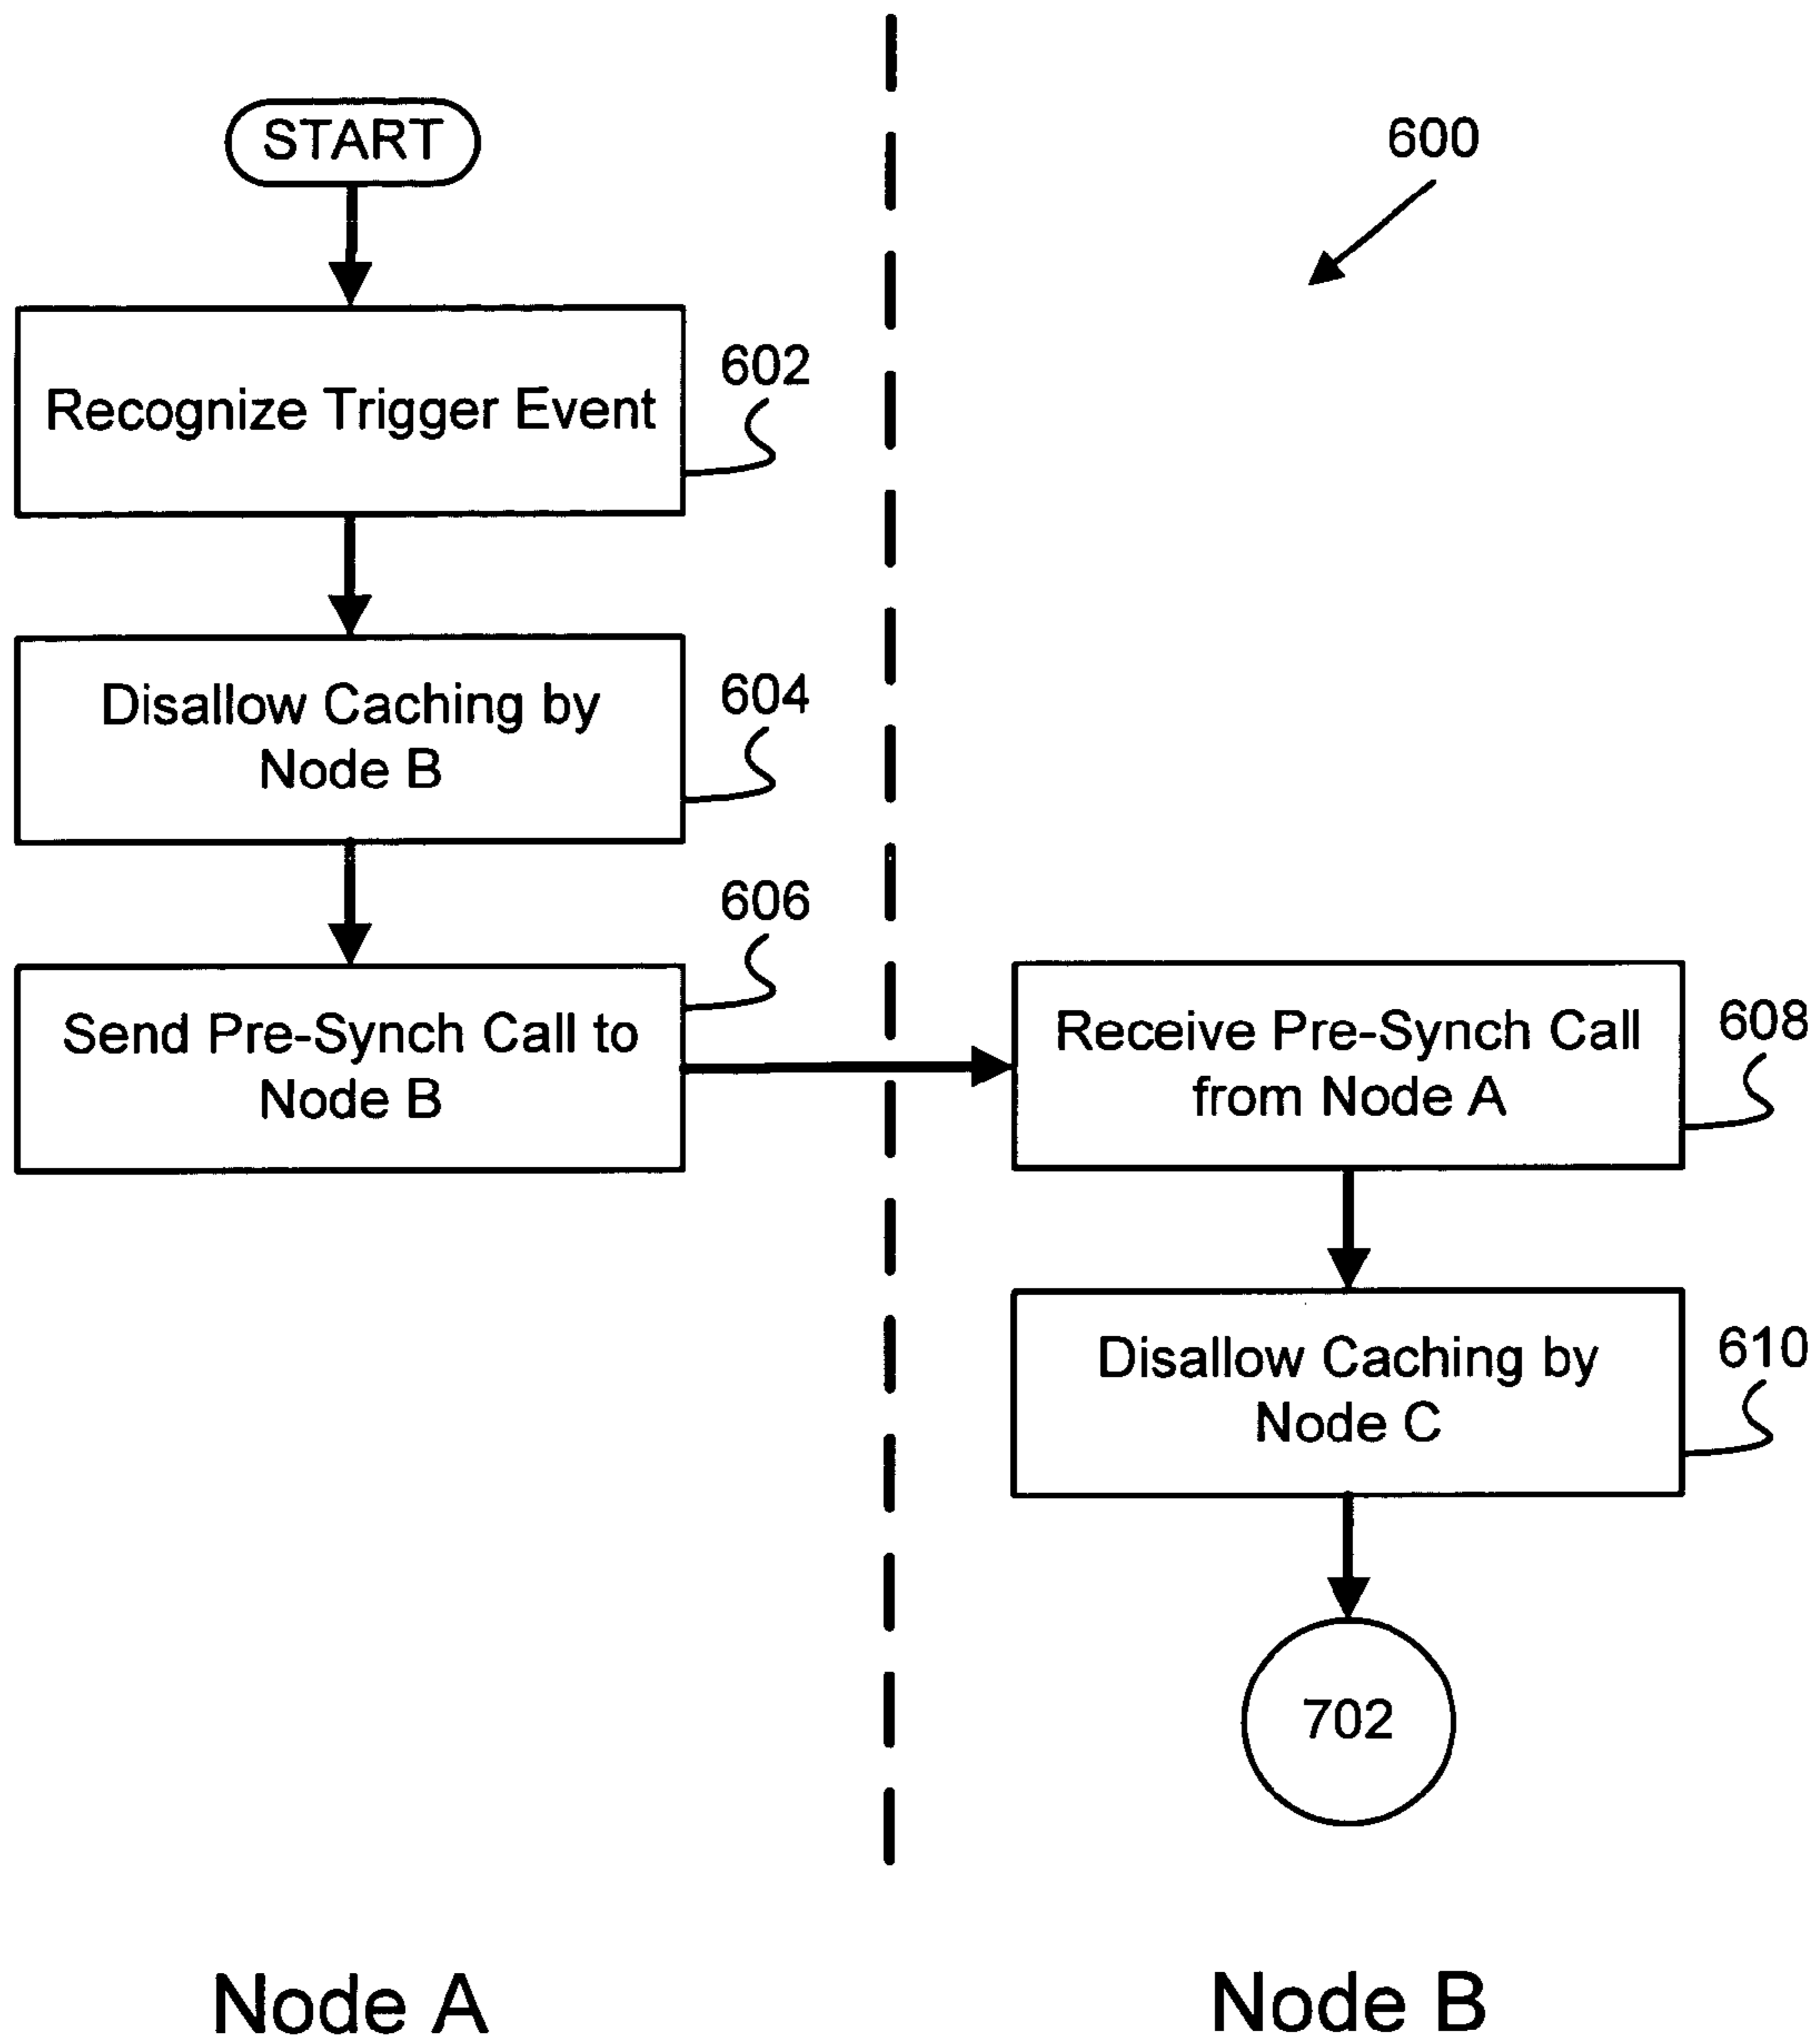 START
600
Recognize Trigger Event
602
Disallow Caching by
Node B
604
Send Pre-Synch Call to
Node B
606
Receive Pre-Synch Call
from Node A
608
Disallow Caching by
Node C
610
702
Node A
Node B